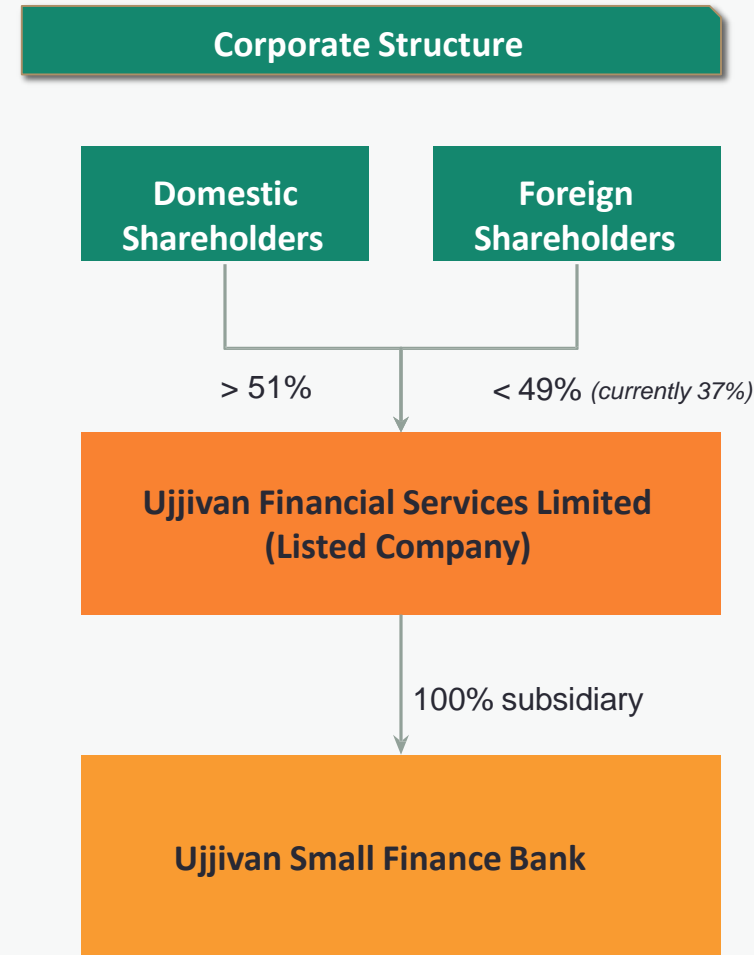 Corporate Structure
Domestic
Shareholders
Foreign
Shareholders
> 51%
< 49% (currently 37%)
Ujjivan Financial Services Limited
(Listed Company)
100% subsidiary
Ujjivan Small Finance Bank